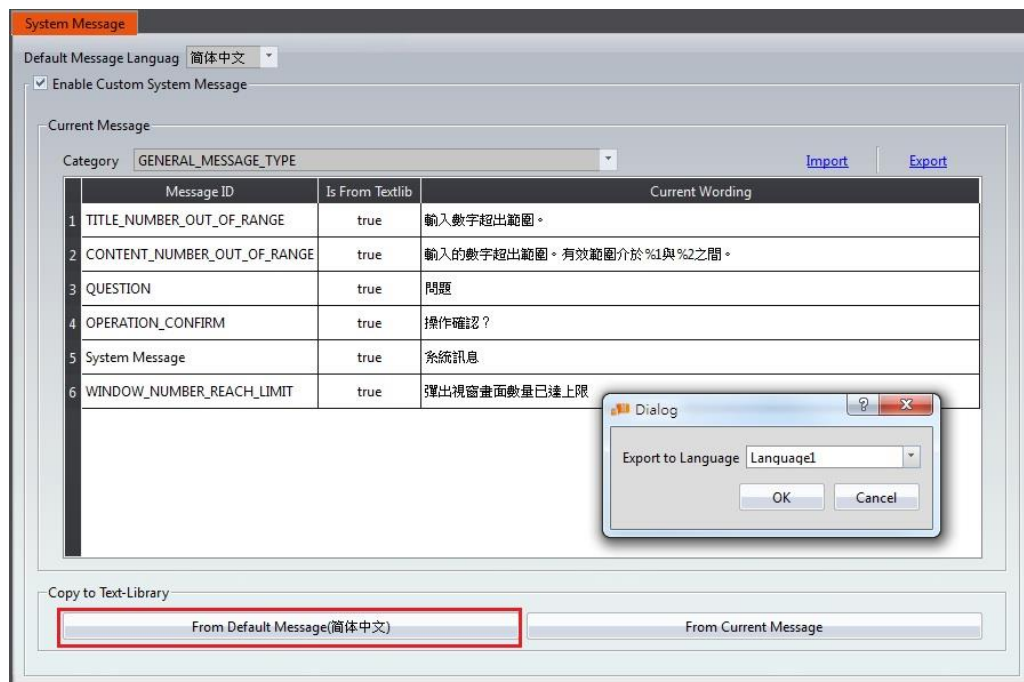 System Message
Default Message Languag 简体中文
Enable Custom System Message
Current Message
Category GENERAL_MESSAGE_TYPE Import Export
Message ID Is From Textlib Current Wording
1 TITLE_NUMBER_OUT_OF_RANGE true 輸入數字超出範圍。
2 CONTENT_NUMBER_OUT_OF_RANGE true 輸入的數字超出範圍。有效範圍介於%1與%2之間。
3 QUESTION true 問題
4 OPERATION_CONFIRM true 操作確認？
5 System Message true 系統訊息
6 WINDOW_NUMBER_REACH_LIMIT true 彈出視窗畫面數量已達上限
Dialog
Export to Language Language1
OK Cancel
Copy to Text-Library
From Default Message(简体中文) From Current Message